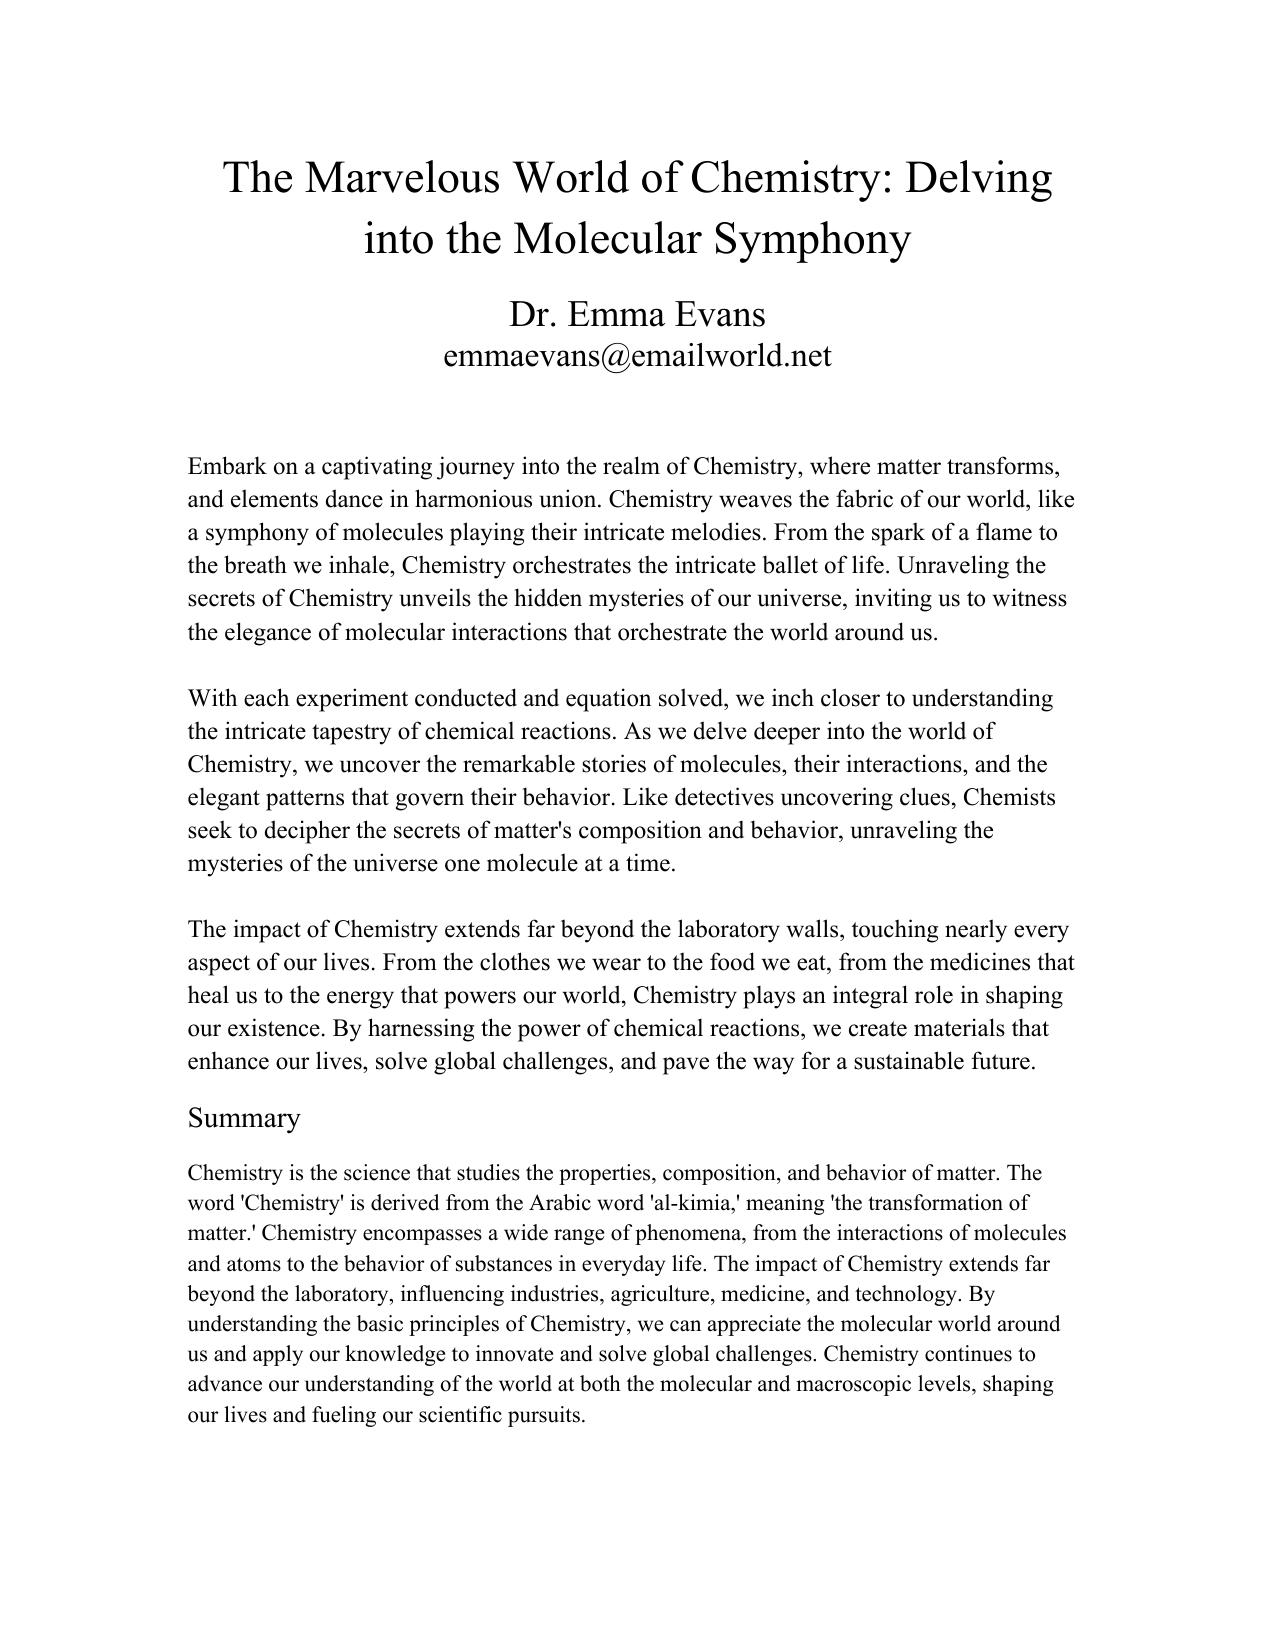 The Marvelous World of Chemistry: Delving
into the Molecular Symphony
Dr. Emma Evans
emmaevans@emailworld.net
Embark on a captivating journey into the realm of Chemistry, where matter transforms,
and elements dance in harmonious union. Chemistry weaves the fabric of our world, like
a symphony of molecules playing their intricate melodies. From the spark of a flame to
the breath we inhale, Chemistry orchestrates the intricate ballet of life. Unraveling the
secrets of Chemistry unveils the hidden mysteries of our universe, inviting us to witness
the elegance of molecular interactions that orchestrate the world around us.
With each experiment conducted and equation solved, we inch closer to understanding
the intricate tapestry of chemical reactions. As we delve deeper into the world of
Chemistry, we uncover the remarkable stories of molecules, their interactions, and the
elegant patterns that govern their behavior. Like detectives uncovering clues, Chemists
seek to decipher the secrets of matter's composition and behavior, unraveling the
mysteries of the universe one molecule at a time.
The impact of Chemistry extends far beyond the laboratory walls, touching nearly every
aspect of our lives. From the clothes we wear to the food we eat, from the medicines that
heal us to the energy that powers our world, Chemistry plays an integral role in shaping
our existence. By harnessing the power of chemical reactions, we create materials that
enhance our lives, solve global challenges, and pave the way for a sustainable future.
Summary
Chemistry is the science that studies the properties, composition, and behavior of matter. The
word 'Chemistry' is derived from the Arabic word 'al-kimia,' meaning 'the transformation of
matter.' Chemistry encompasses a wide range of phenomena, from the interactions of molecules
and atoms to the behavior of substances in everyday life. The impact of Chemistry extends far
beyond the laboratory, influencing industries, agriculture, medicine, and technology. By
understanding the basic principles of Chemistry, we can appreciate the molecular world around
us and apply our knowledge to innovate and solve global challenges. Chemistry continues to
advance our understanding of the world at both the molecular and macroscopic levels, shaping
our lives and fueling our scientific pursuits.